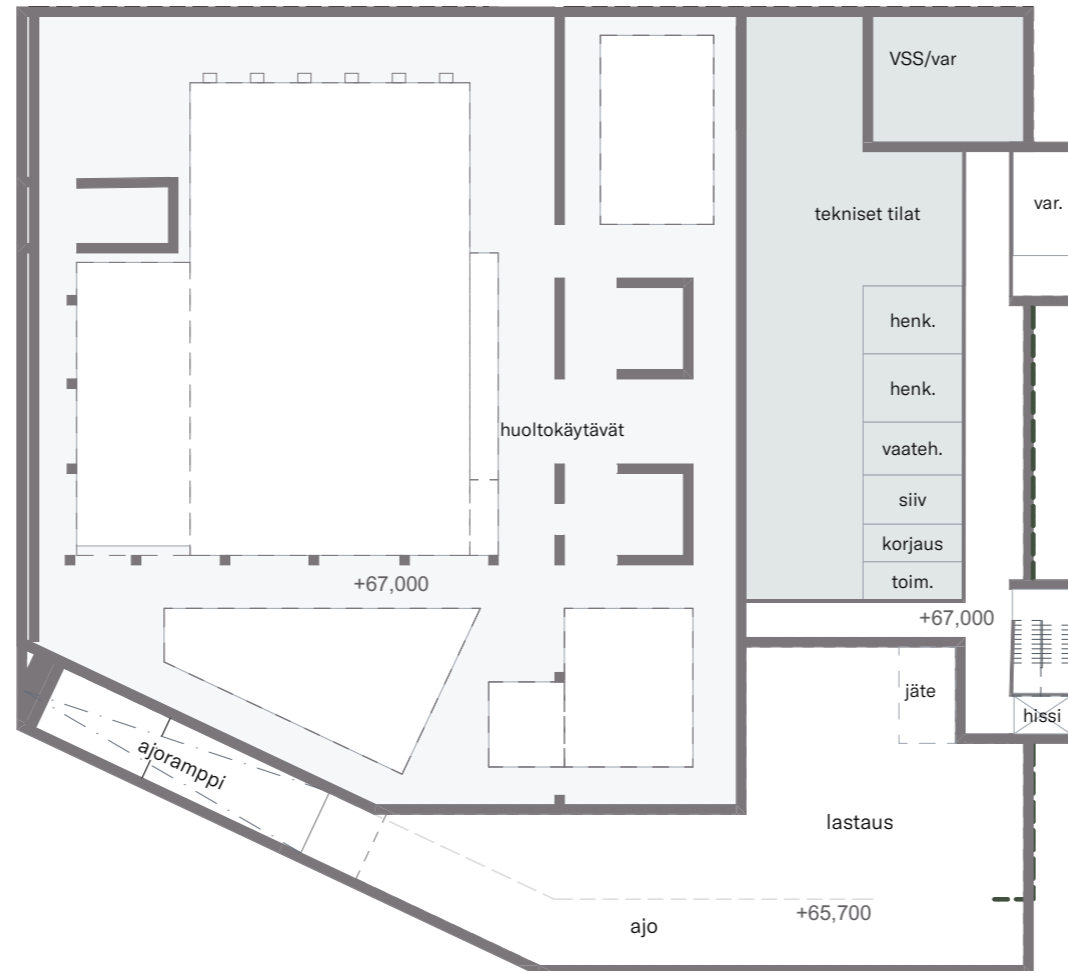 VSS/var
var.
tekniset tilat
henk.
henk.
huoltokäytävät
vaateh.
siiv
korjaus
toim.
+67,000
+67,000
jäte
hissi
ajoramppi
lastaus
+65,700
ajo